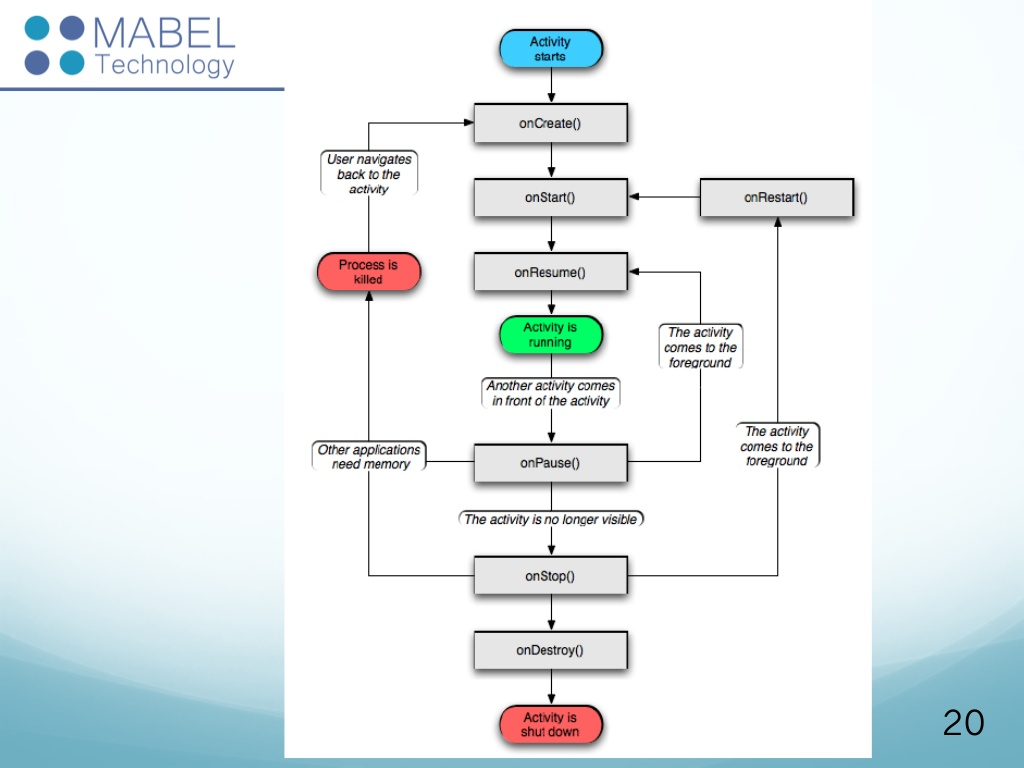 MABEL
Technology
Activity
starts
onCreate()
User navigates
back to the
activity
onStart()
onRestart()
Process is
killed
onResume()
Activity is
running
The activity
comes to the
foreground
Another activity comes
in front of the activity
The activity
comes to the
foreground
Other applications
need memory
onPause()
The activity is no longer visible
onStop()
onDestroy()
Activity is
shut down
20